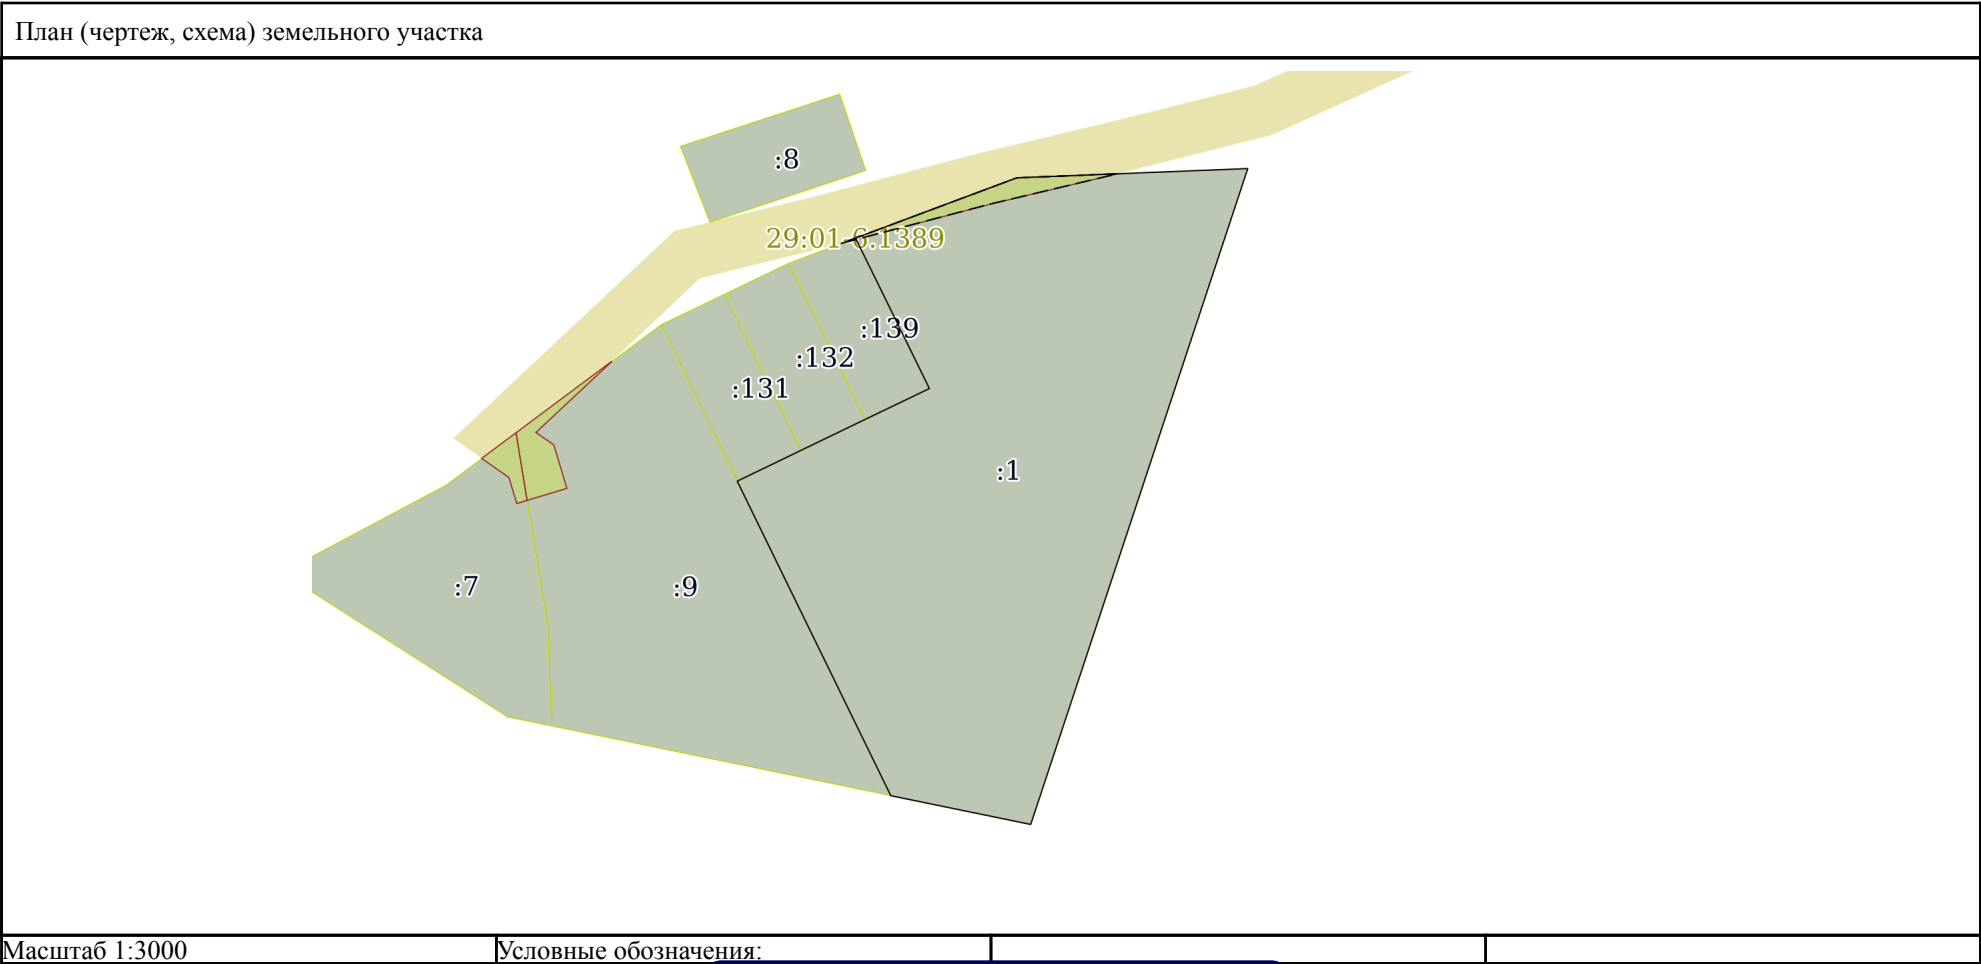 План (чертеж, схема) земельного участка
:8
29:01-6.1389
:139
:132
:131
:1
:7
:9
Масштаб 1:3000
Условные обозначения: